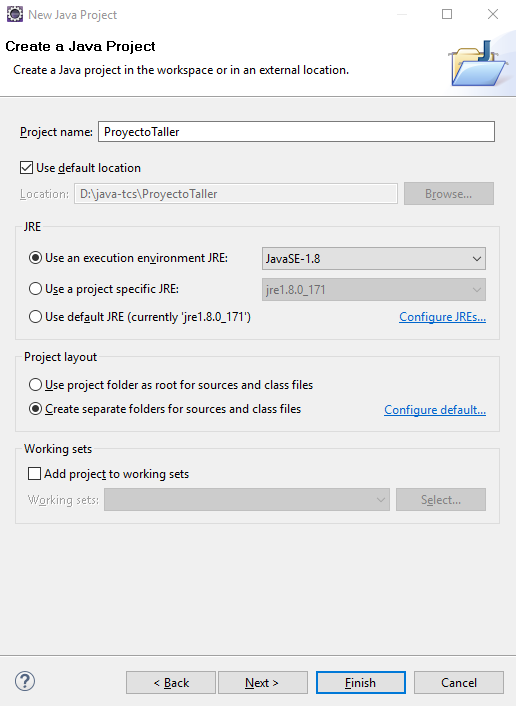 New Java Project
Create a Java Project
Create a Java project in the workspace or in an external location.
Project name: ProyectoTaller
Use default location
Location: D:\java-tcs\ProyectoTaller Browse...
JRE
Use an execution environment JRE: JavaSE-1.8
Use a project specific JRE: jre1.8.0_171
Use default JRE (currently 'jre1.8.0_171') Configure JREs...
Project layout
Use project folder as root for sources and class files
Create separate folders for sources and class files Configure default...
Working sets
Add project to working sets
Working sets: Select...
? < Back Next > Finish Cancel